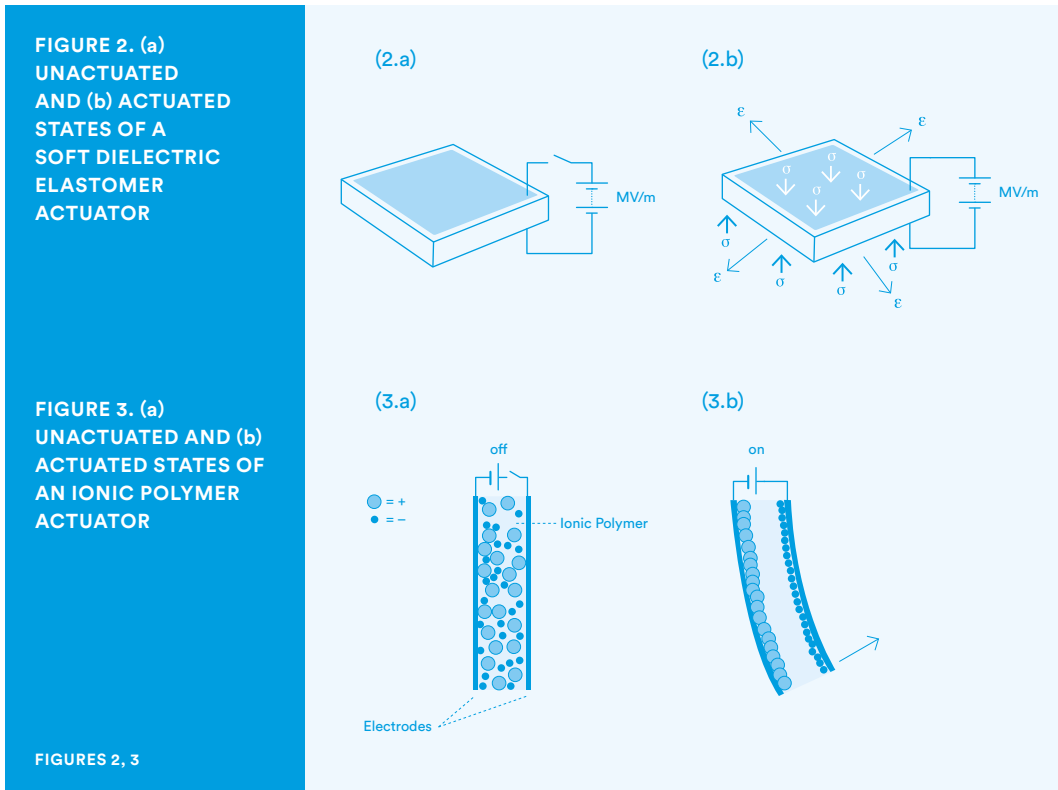 FIGURE 2. (a)
UNACTUATED
AND (b) ACTUATED
STATES OF A
SOFT DIELECTRIC
ELASTOMER
ACTUATOR
(2.a)
MV/m
(2.b)
ε
ε
σ
σ
σ
σ
MV/m
σ
σ
ε
σ
σ
ε
FIGURE 3. (a)
UNACTUATED AND (b)
ACTUATED STATES OF
AN IONIC POLYMER
ACTUATOR
(3.a)
off
= +
= –
Ionic Polymer
Electrodes
(3.b)
on
FIGURES 2, 3